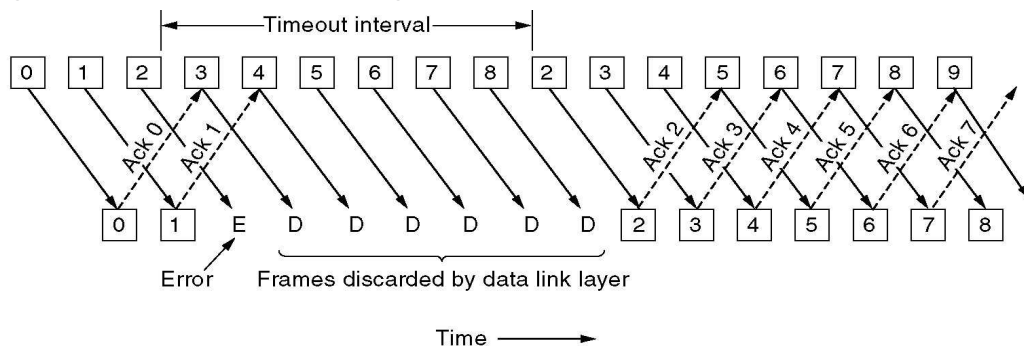 Timeout interval
0 1 2 3 4 5 6 7 8 2 3 4 5 6 7 8 9
Ack 0 Ack 1 Ack 2 Ack 3 Ack 4 Ack 5 Ack 6 Ack 7
0 1 E D D D D D D 2 3 4 5 6 7 8
Error Frames discarded by data link layer
Time